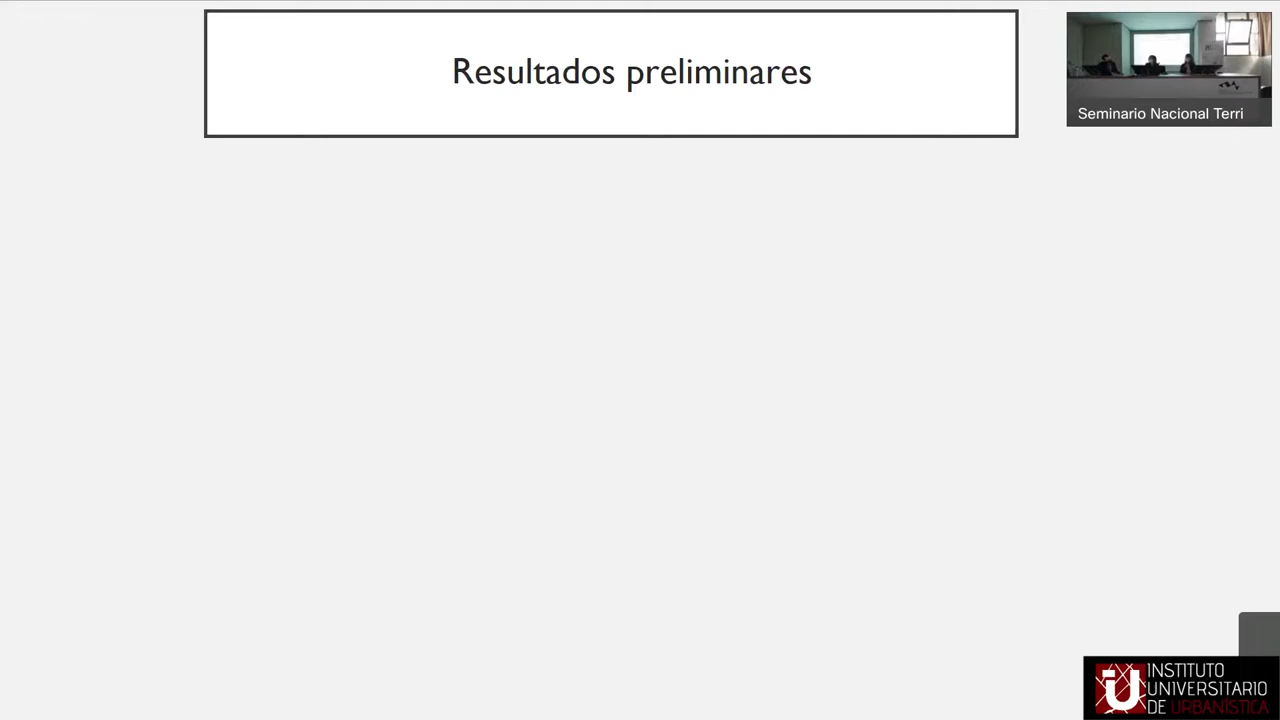 Resultados preliminares
Seminario Nacional Terri
INSTITUTO
UNIVERSITARIO
DE URBANÍSTICA